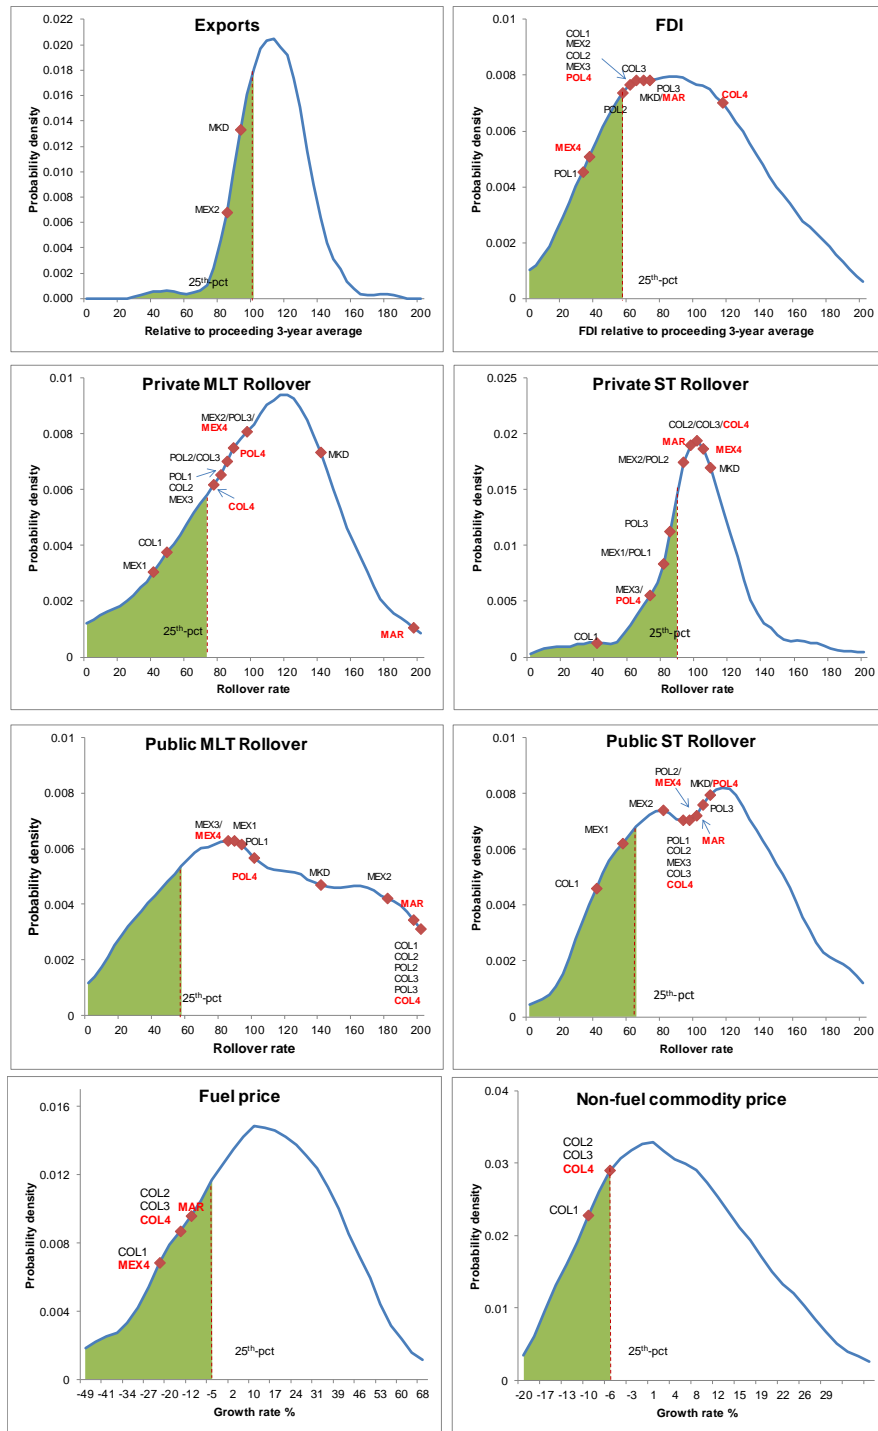 Exports
0.022
0.020
0.018
0.016
0.014
0.012
0.010
0.008
0.006
0.004
0.002
0.000
Probability density
MKD
MEX2
25th-pct
0 20 40 60 80 100 120 140 160 180 200
Relative to proceeding 3-year average
FDI
0.01
0.008
0.006
0.004
0.002
0
Probability density
COL1
MEX2
COL2
MEX3
POL4
COL3
POL3
MKD/MAR
POL2
COL4
MEX4
POL1
25th-pct
0 20 40 60 80 100 120 140 160 180 200
FDI relative to proceeding 3-year average
Private MLT Rollover
0.01
0.008
0.006
0.004
0.002
0
Probability density
MEX2/POL3/
MEX4
POL4
POL2/COL3
POL1
COL2
MEX3
COL4
MKD
COL1
MEX1
MAR
25th-pct
0 20 40 60 80 100 120 140 160 180 200
Rollover rate
Private ST Rollover
0.025
0.02
0.015
0.01
0.005
0
Probability density
COL2/COL3/COL4
MAR
MEX4
MEX2/POL2
MKD
POL3
MEX1/POL1
MEX3/
POL4
COL1
25th-pct
0 20 40 60 80 100 120 140 160 180 200
Rollover rate
Public MLT Rollover
0.01
0.008
0.006
0.004
0.002
0
Probability density
MEX3/
MEX4
MEX1
POL1
POL4
MKD
MEX2
MAR
COL1
COL2
POL2
COL3
POL3
COL4
25th-pct
0 20 40 60 80 100 120 140 160 180 200
Rollover rate
Public ST Rollover
0.01
0.008
0.006
0.004
0.002
0
Probability density
POL2/
MEX4
MKD/POL4
POL3
MEX2
MEX1
MAR
POL1
COL2
MEX3
COL3
COL4
COL1
25th-pct
0 20 40 60 80 100 120 140 160 180 200
Rollover rate
Fuel price
0.016
0.012
0.008
0.004
0
Probability density
COL2
COL3
COL4
MAR
COL1
MEX4
25th-pct
-49 -41 -34 -27 -20 -12 -5 2 10 17 24 31 39 46 53 60 68
Growth rate %
Non-fuel commodity price
0.04
0.03
0.02
0.01
0
Probability density
COL2
COL3
COL4
COL1
25th-pct
-20 -17 -13 -10 -6 -3 1 4 8 12 15 19 22 26 29
Growth rate %